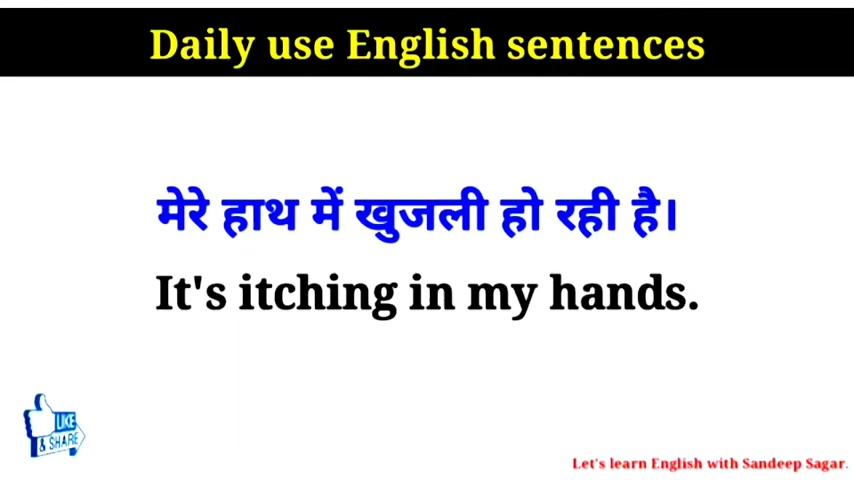 Daily use English sentences
मेरे हाथ में खुजली हो रही है।
It's itching in my hands.
LIKE
& SHARE
Let's learn English with Sandeep Sagar.